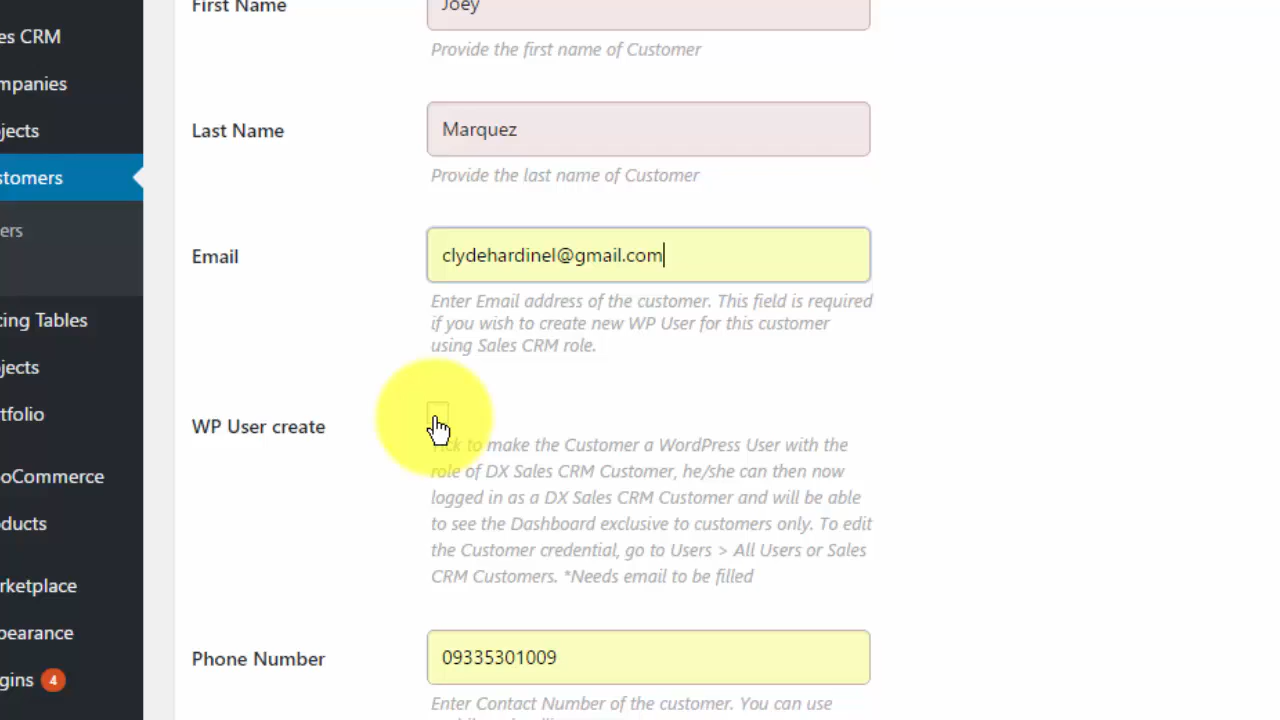 First Name
Joey
Provide the first name of Customer
es CRM
mpanies
Last Name
Marquez
jects
Provide the last name of Customer
stomers
ers
Email
clydehardinel@gmail.com
Enter Email address of the customer. This field is required
if you wish to create new WP User for this customer
using Sales CRM role.
cing Tables
jects
tfolio
WP User create
Tick to make the Customer a WordPress User with the
role of DX Sales CRM Customer, he/she can then now
logged in as a DX Sales CRM Customer and will be able
to see the Dashboard exclusive to customers only. To edit
the Customer credential, go to Users > All Users or Sales
CRM Customers. *Needs email to be filled
oCommerce
ducts
rketplace
pearance
gins 4
Phone Number
09335301009
Enter Contact Number of the customer. You can use